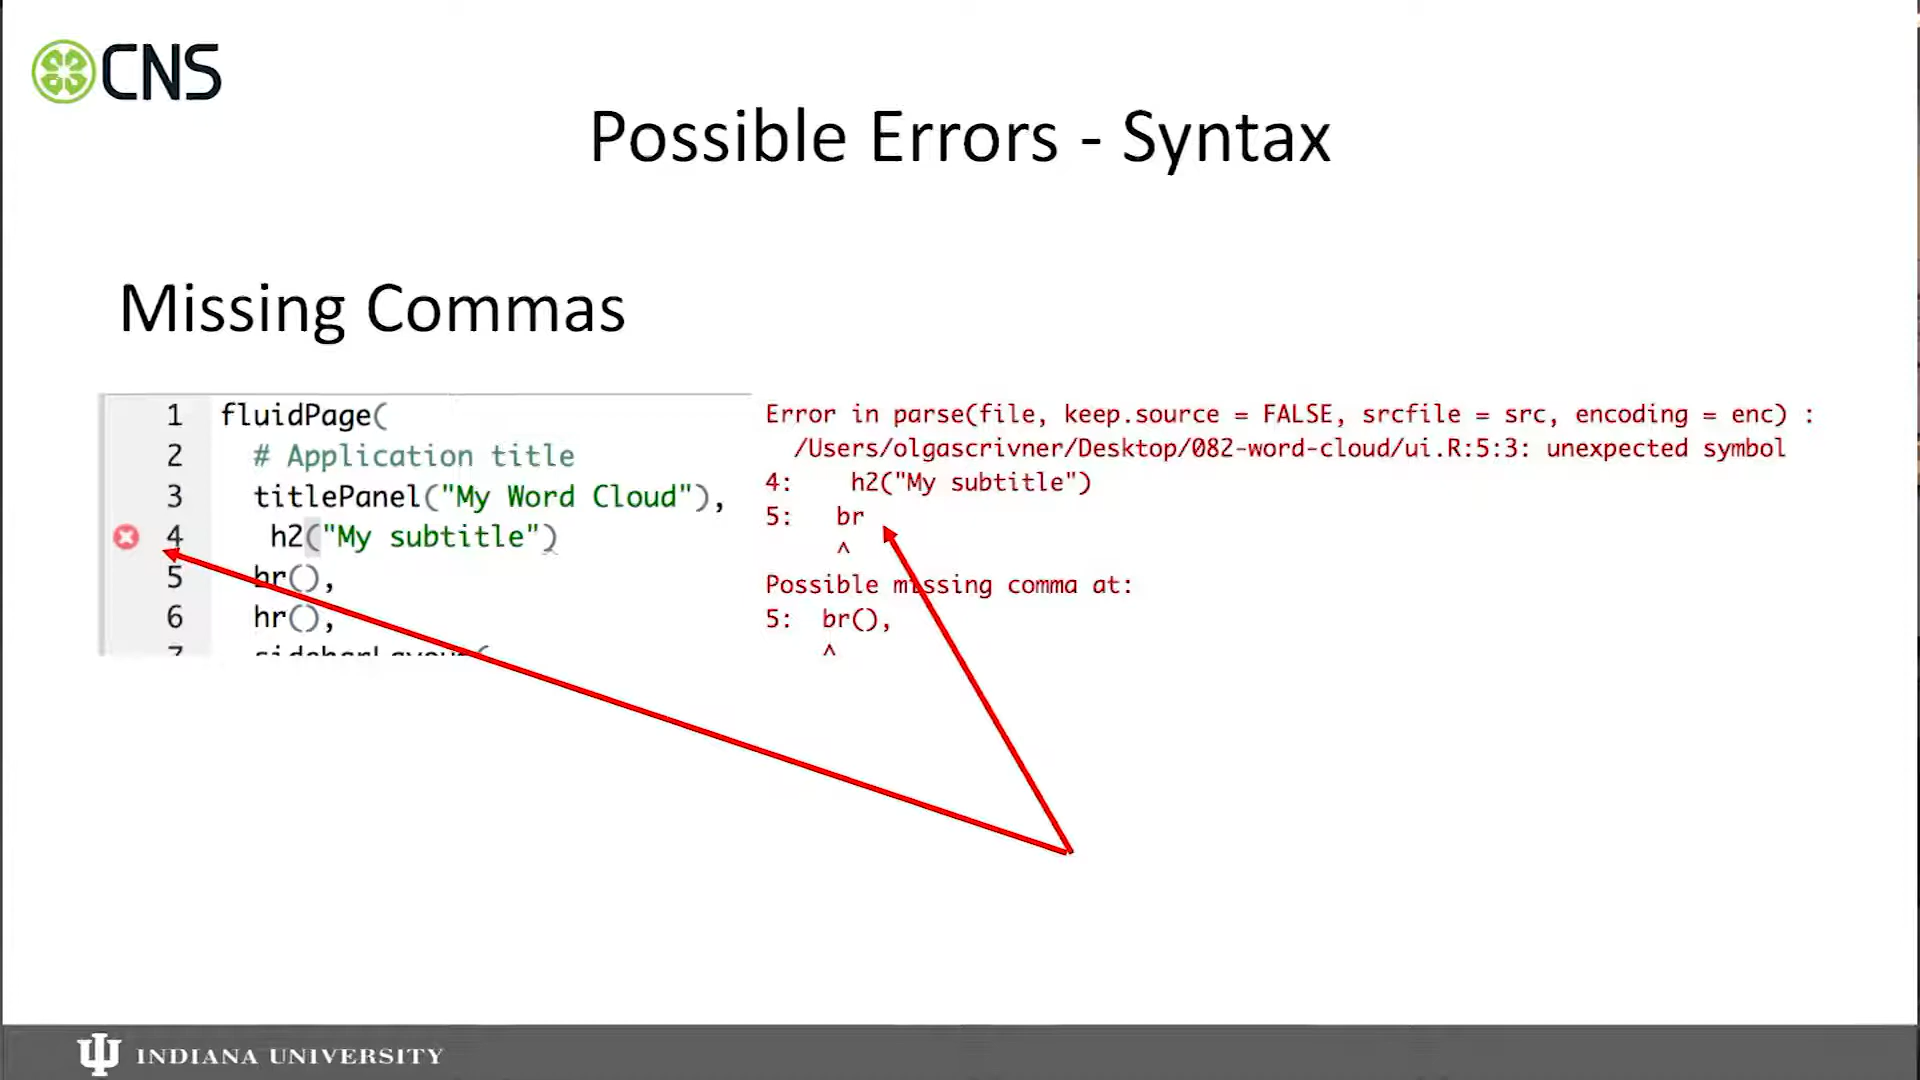 CNS
Possible Errors - Syntax
Missing Commas
1 fluidPage(
2 # Application title
3 titlePanel("My Word Cloud"),
4 h2("My subtitle")
5 br(),
6 hr(),
7 sidebarLayout(
Error in parse(file, keep.source = FALSE, srcfile = src, encoding = enc) :
/Users/olgascrivner/Desktop/082-word-cloud/ui.R:5:3: unexpected symbol
4: h2("My subtitle")
5: br
^
Possible missing comma at:
5: br(),
^
INDIANA UNIVERSITY